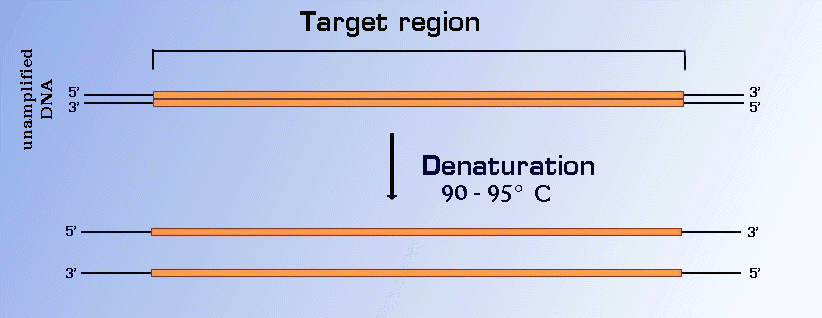 Target region
unamplified
DNA
5' 3'
3' 5'
Denaturation
90 - 95° C
5' 3'
3' 5'